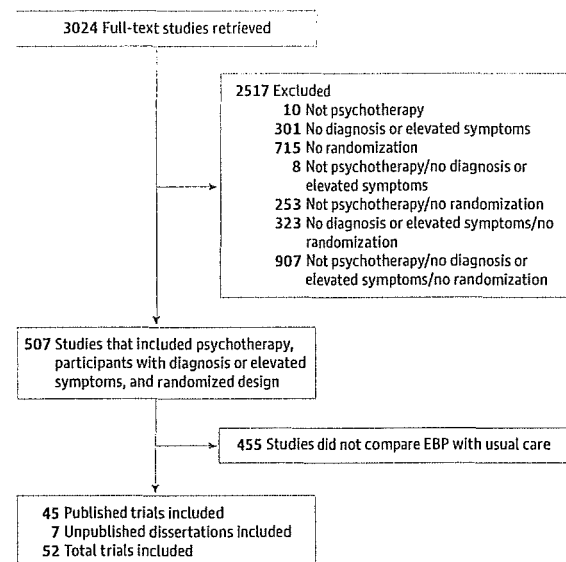 3024 Full-text studies retrieved
2517 Excluded
10 Not psychotherapy
301 No diagnosis or elevated symptoms
715 No randomization
8 Not psychotherapy/no diagnosis or
elevated symptoms
253 Not psychotherapy/no randomization
323 No diagnosis or elevated symptoms/no
randomization
907 Not psychotherapy/no diagnosis or
elevated symptoms/no randomization
507 Studies that included psychotherapy,
participants with diagnosis or elevated
symptoms, and randomized design
455 Studies did not compare EBP with usual care
45 Published trials included
7 Unpublished dissertations included
52 Total trials included